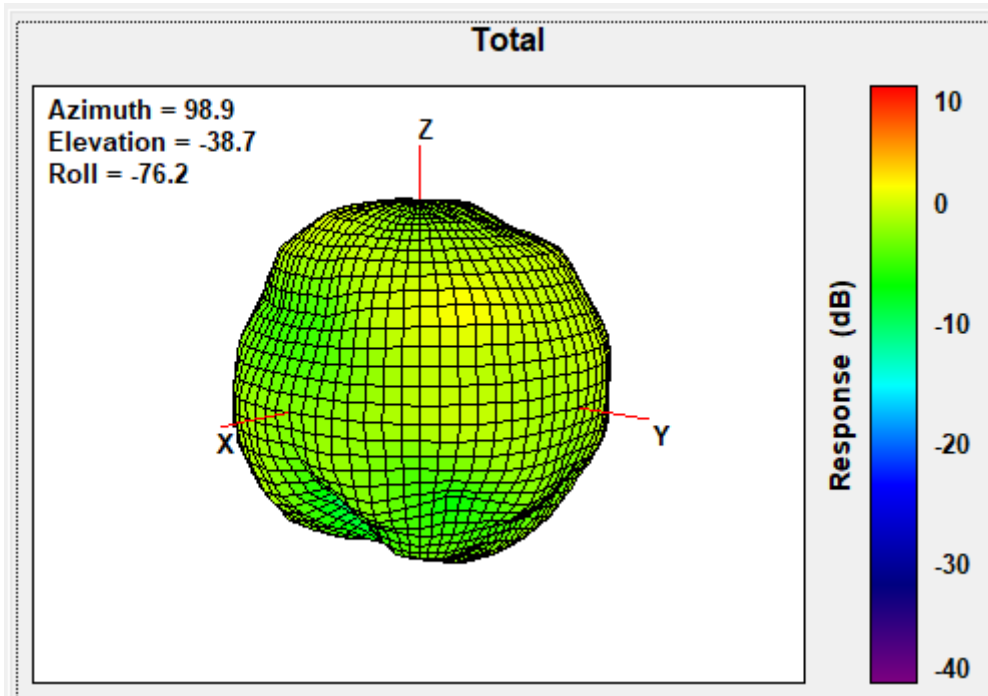 Total
Azimuth = 98.9
Elevation = -38.7
Roll = -76.2
Z
X
Y
10
0
-10
-20
-30
-40
Response (dB)